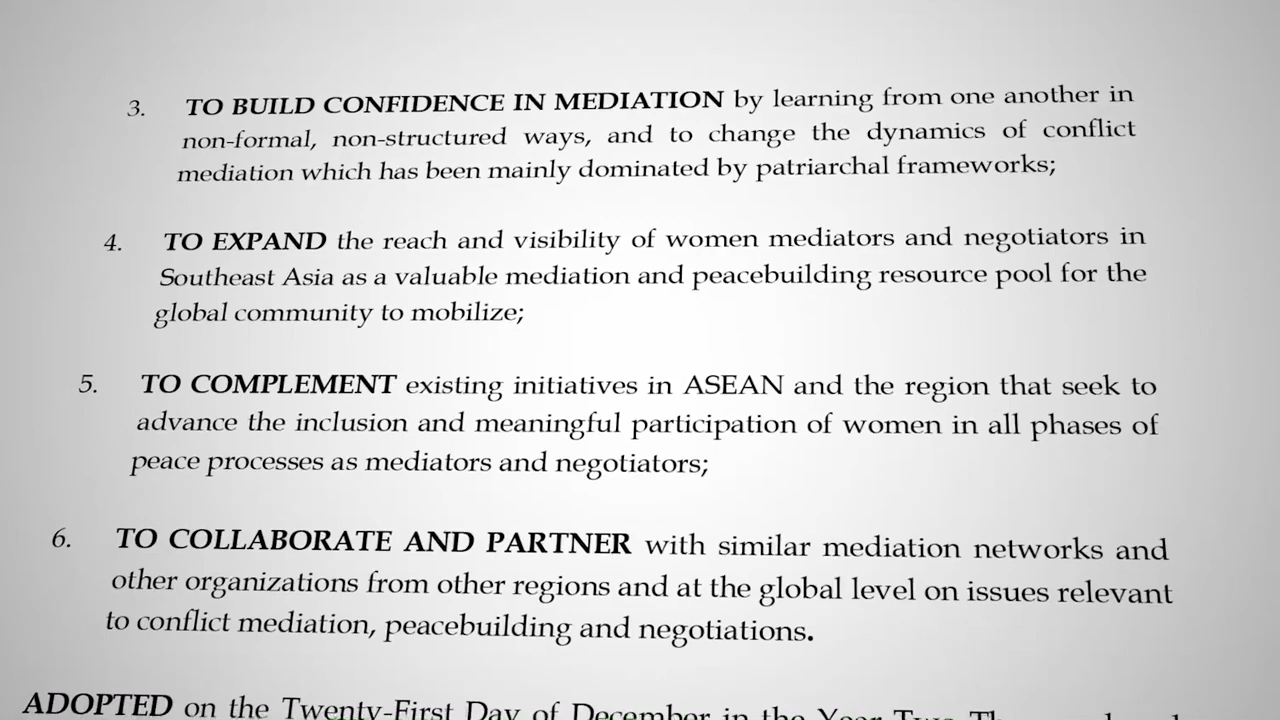 3. TO BUILD CONFIDENCE IN MEDIATION by learning from one another in
non-formal, non-structured ways, and to change the dynamics of conflict
mediation which has been mainly dominated by patriarchal frameworks;
4. TO EXPAND the reach and visibility of women mediators and negotiators in
Southeast Asia as a valuable mediation and peacebuilding resource pool for the
global community to mobilize;
5. TO COMPLEMENT existing initiatives in ASEAN and the region that seek to
advance the inclusion and meaningful participation of women in all phases of
peace processes as mediators and negotiators;
6. TO COLLABORATE AND PARTNER with similar mediation networks and
other organizations from other regions and at the global level on issues relevant
to conflict mediation, peacebuilding and negotiations.
ADOPTED on the Twenty-First Day of December in the Year Two